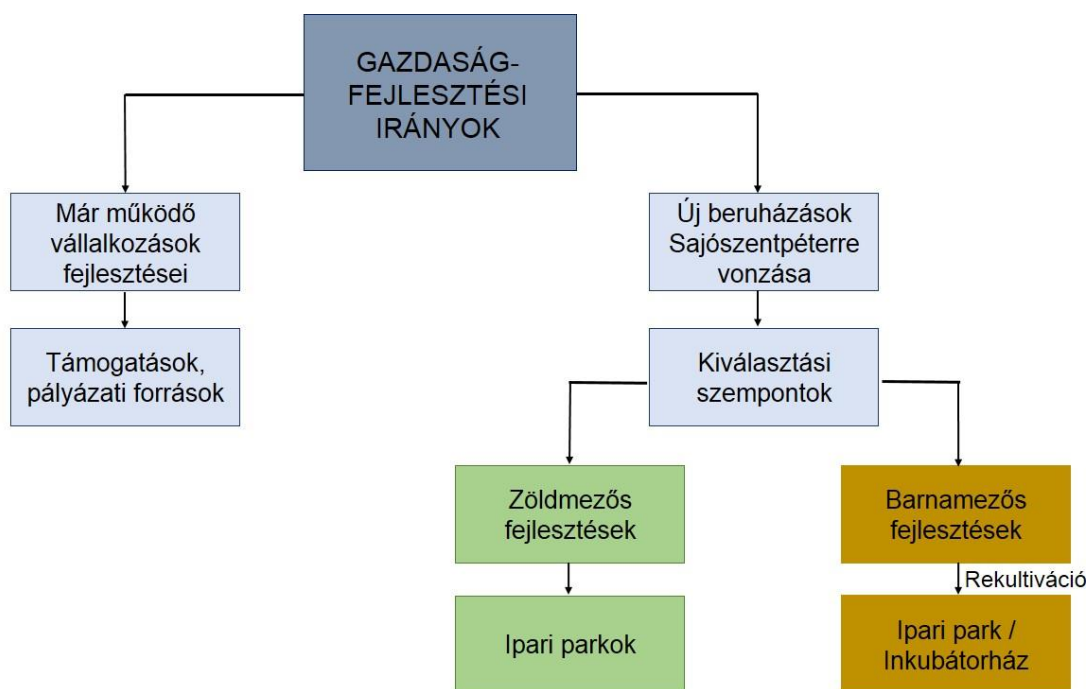 GAZDASÁG-
FEJLESZTÉSI
IRÁNYOK
Már működő
vállalkozások
fejlesztései
Új beruházások
Sajószentpéterre
vonzása
Támogatások,
pályázati források
Kiválasztási
szempontok
Zöldmezős
fejlesztések
Barnamezős
fejlesztések
Rekultiváció
Ipari parkok
Ipari park /
Inkubátorház